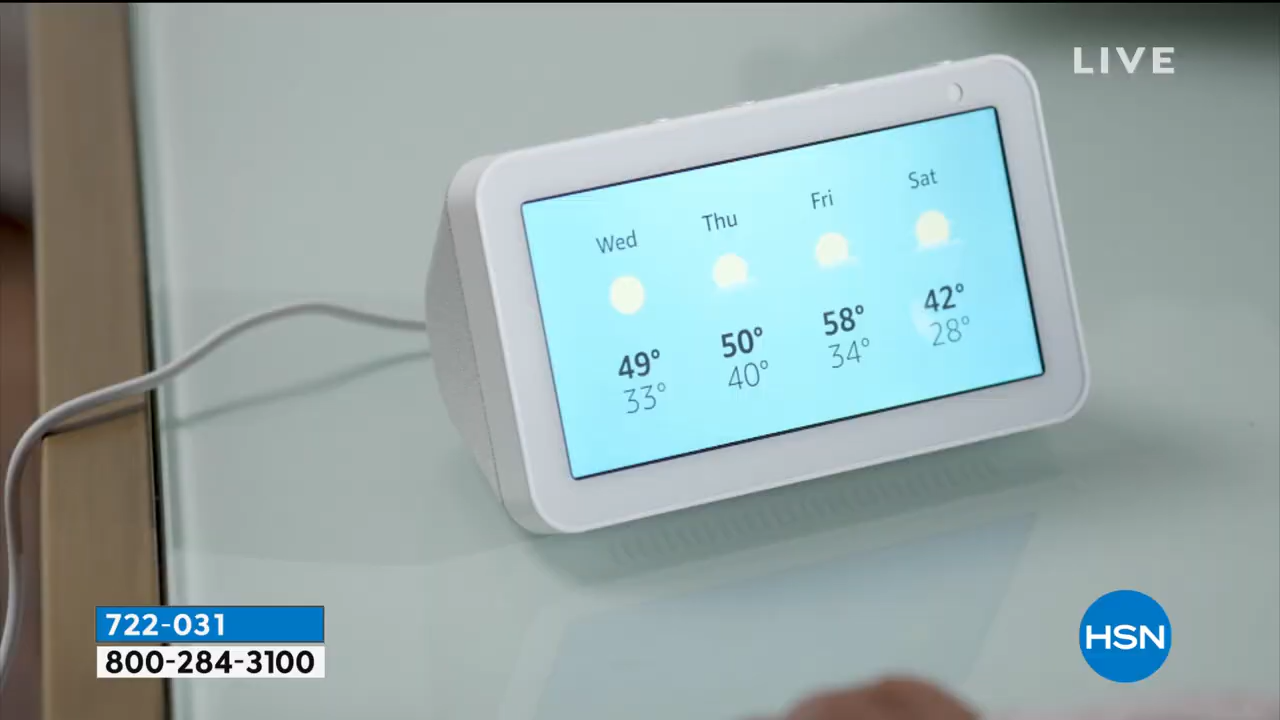 LIVE
Wed Thu Fri Sat
49° 50° 58° 42°
33° 40° 34° 28°
722-031
800-284-3100
HSN